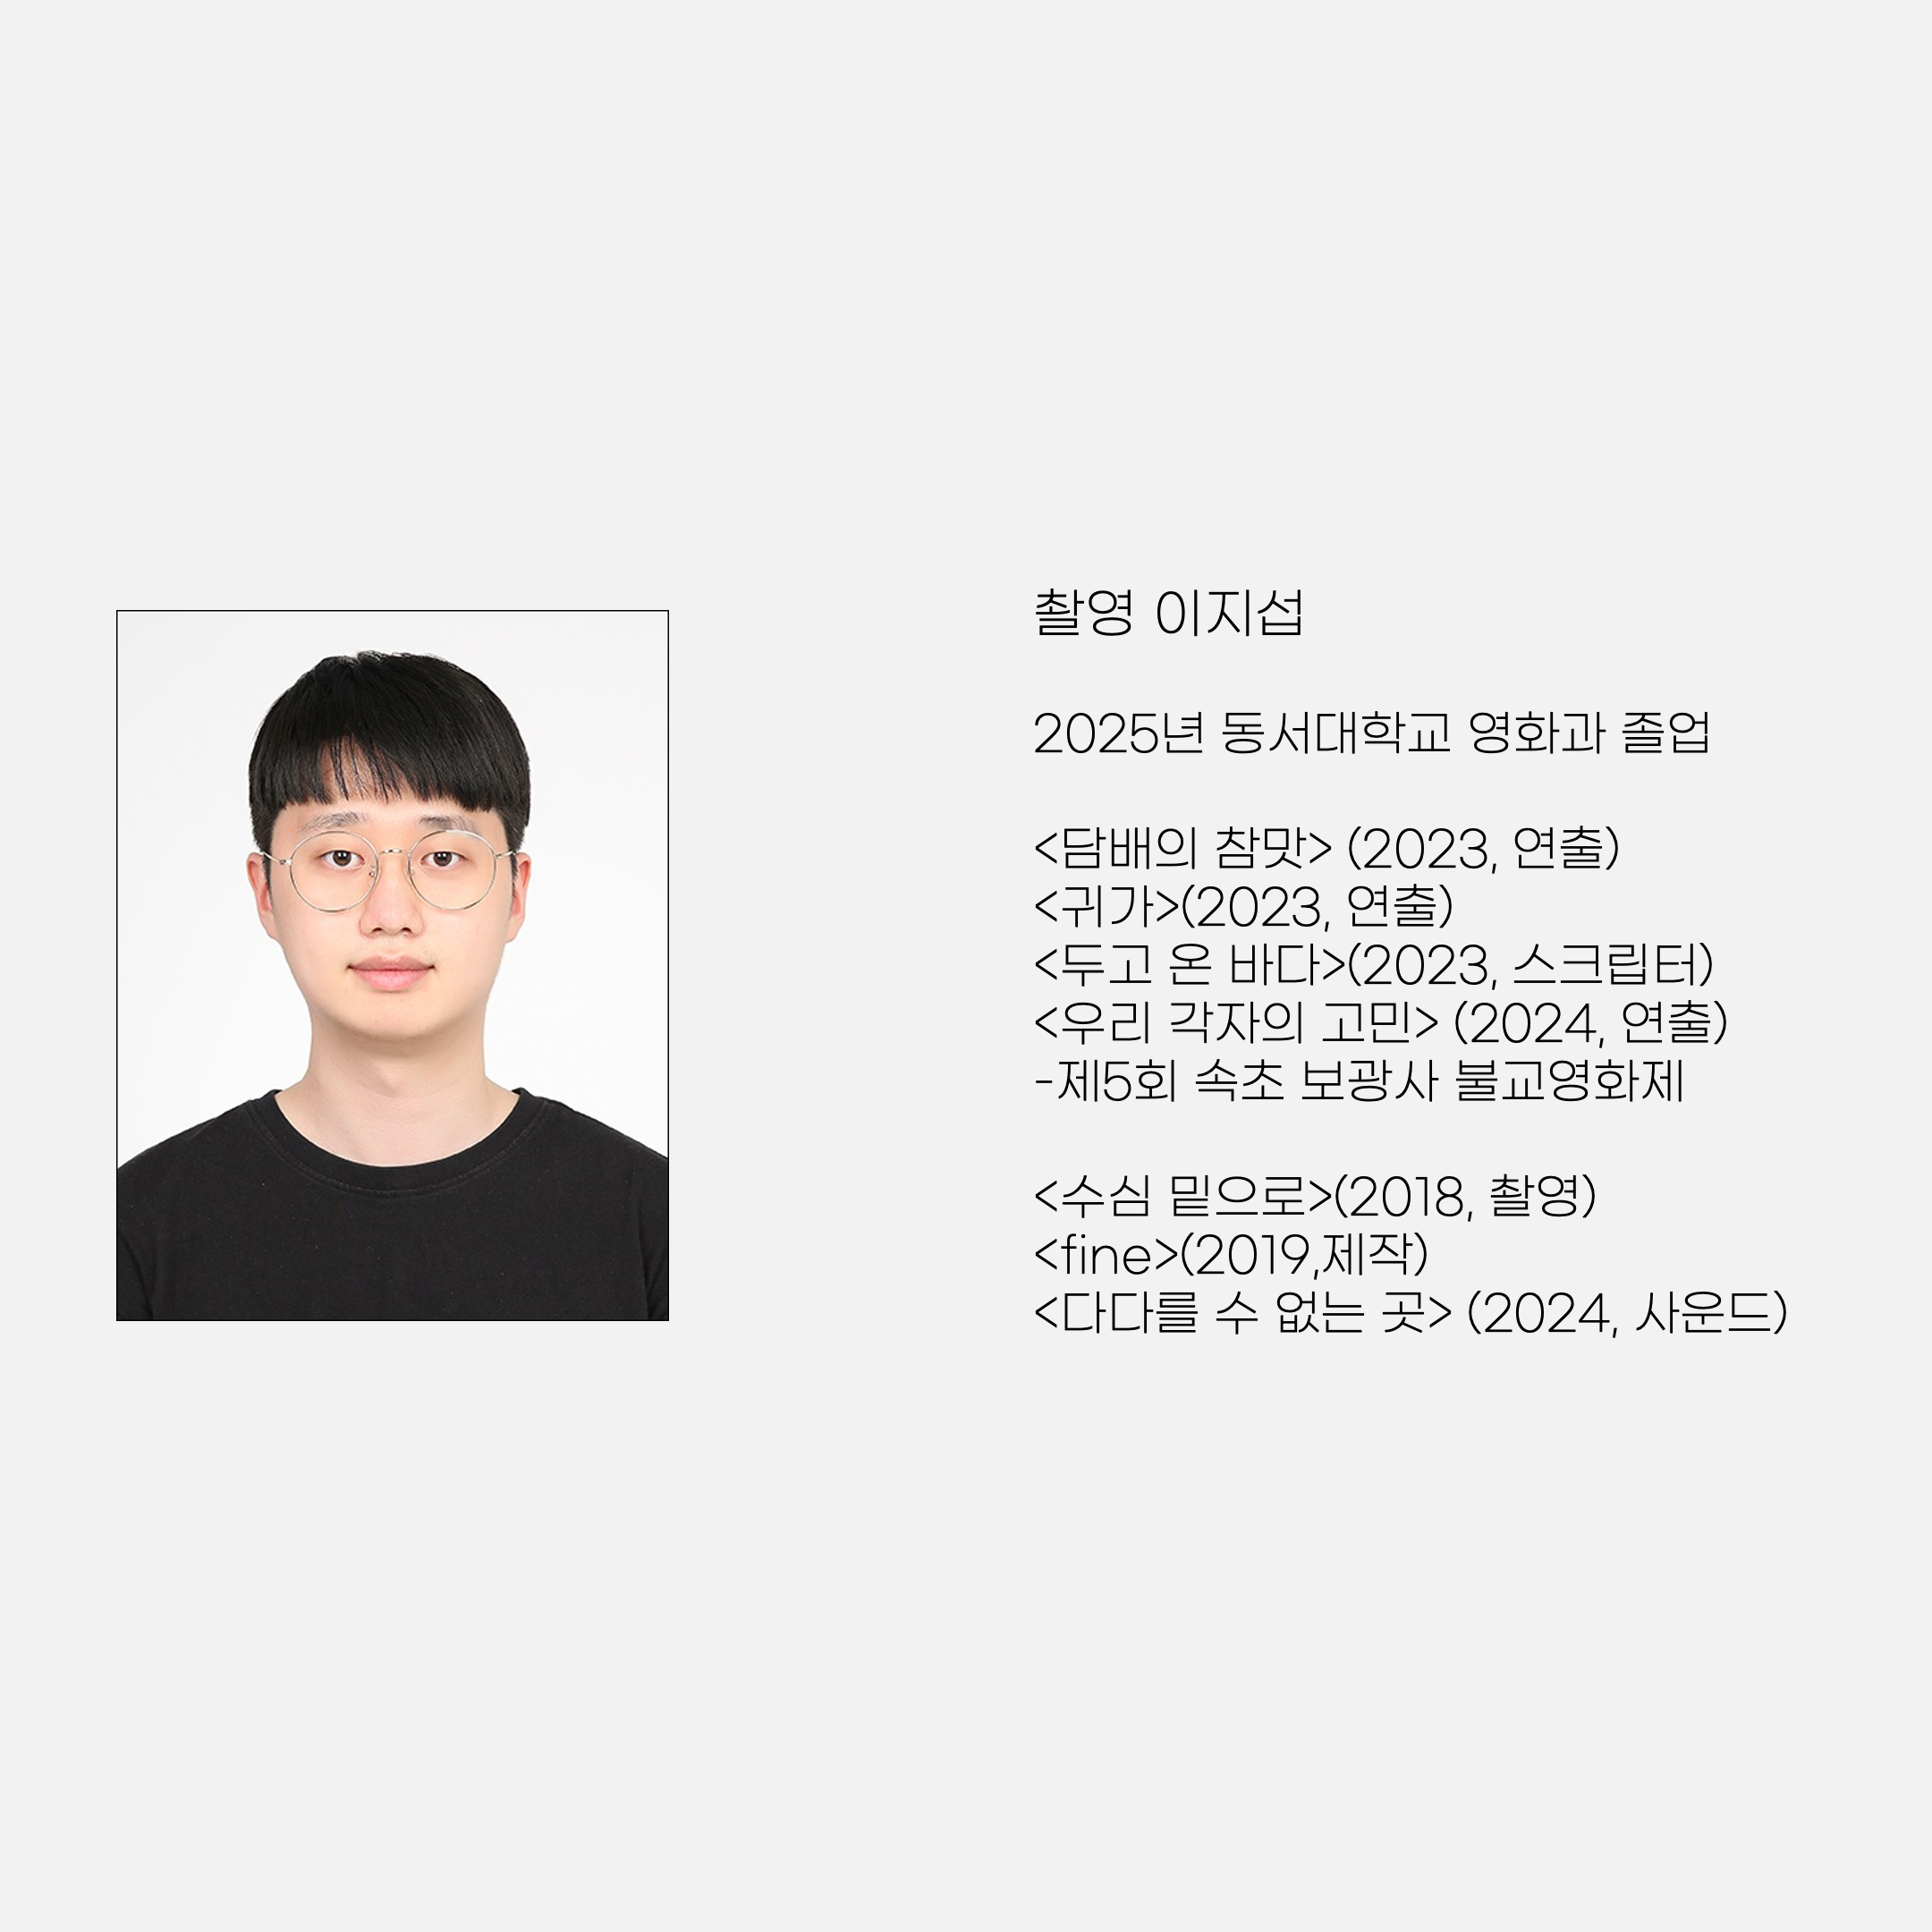 촬영 이지섭
2025년 동서대학교 영화과 졸업
<담배의 참맛> (2023, 연출)
<귀가>(2023, 연출)
<두고 온 바다>(2023, 스크립터)
<우리 각자의 고민> (2024, 연출)
-제5회 속초 보광사 불교영화제
<수심 밑으로>(2018, 촬영)
<fine>(2019,제작)
<다다를 수 없는 곳> (2024, 사운드)